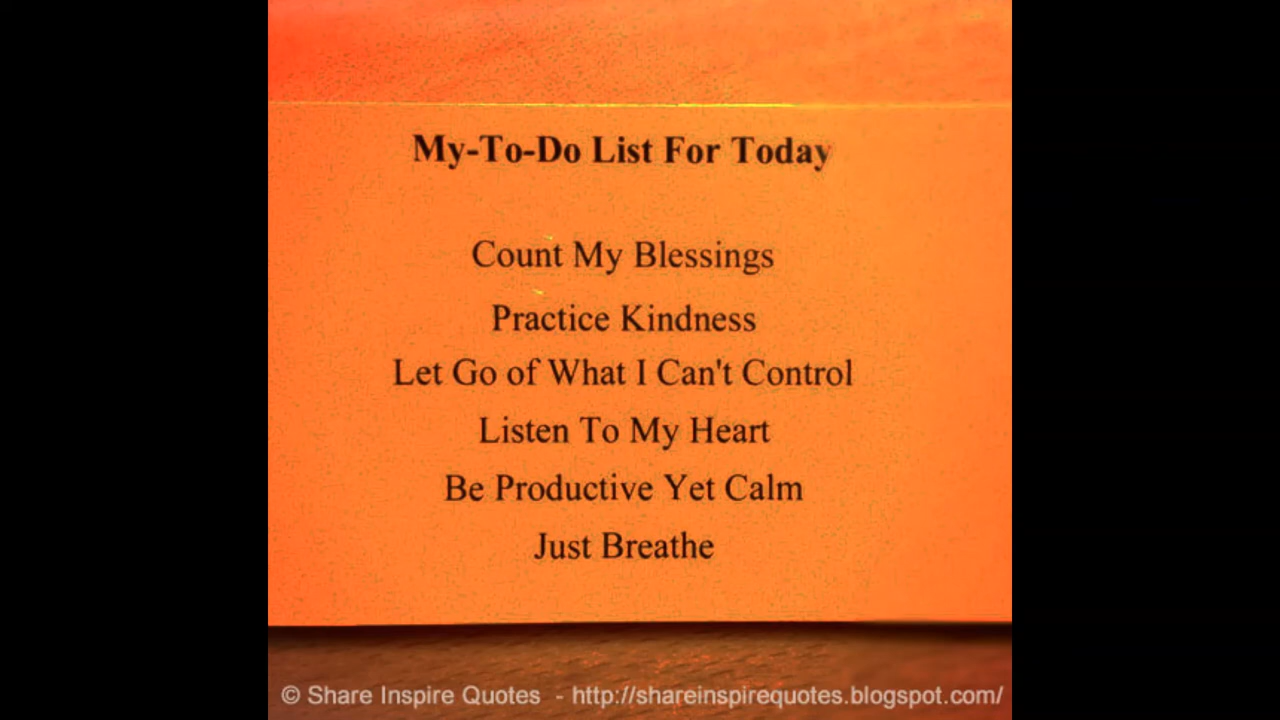 My-To-Do List For Today
Count My Blessings
Practice Kindness
Let Go of What I Can't Control
Listen To My Heart
Be Productive Yet Calm
Just Breathe
© Share Inspire Quotes - http://shareinspirequotes.blogspot.com/